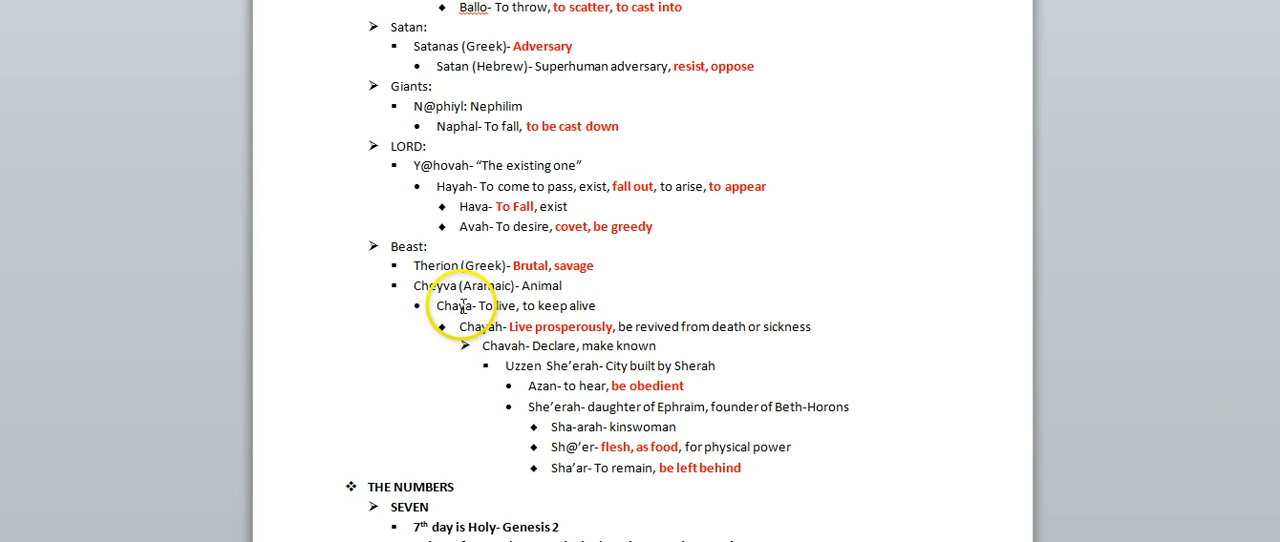 Ballo- To throw, to scatter, to cast into
Satan:
Satanas (Greek)- Adversary
Satan (Hebrew)- Superhuman adversary, resist, oppose
Giants:
N@phiyl: Nephilim
Naphal- To fall, to be cast down
LORD:
Y@hovah- “The existing one”
Hayah- To come to pass, exist, fall out, to arise, to appear
Hava- To Fall, exist
Avah- To desire, covet, be greedy
Beast:
Therion (Greek)- Brutal, savage
Cheyva (Aramaic)- Animal
Chaya- To live, to keep alive
Chayah- Live prosperously, be revived from death or sickness
Chavah- Declare, make known
Uzzen She’erah- City built by Sherah
Azan- to hear, be obedient
She’erah- daughter of Ephraim, founder of Beth-Horons
Sha-arah- kinswoman
Sh@’er- flesh, as food, for physical power
Sha’ar- To remain, be left behind
THE NUMBERS
SEVEN
7th day is Holy- Genesis 2